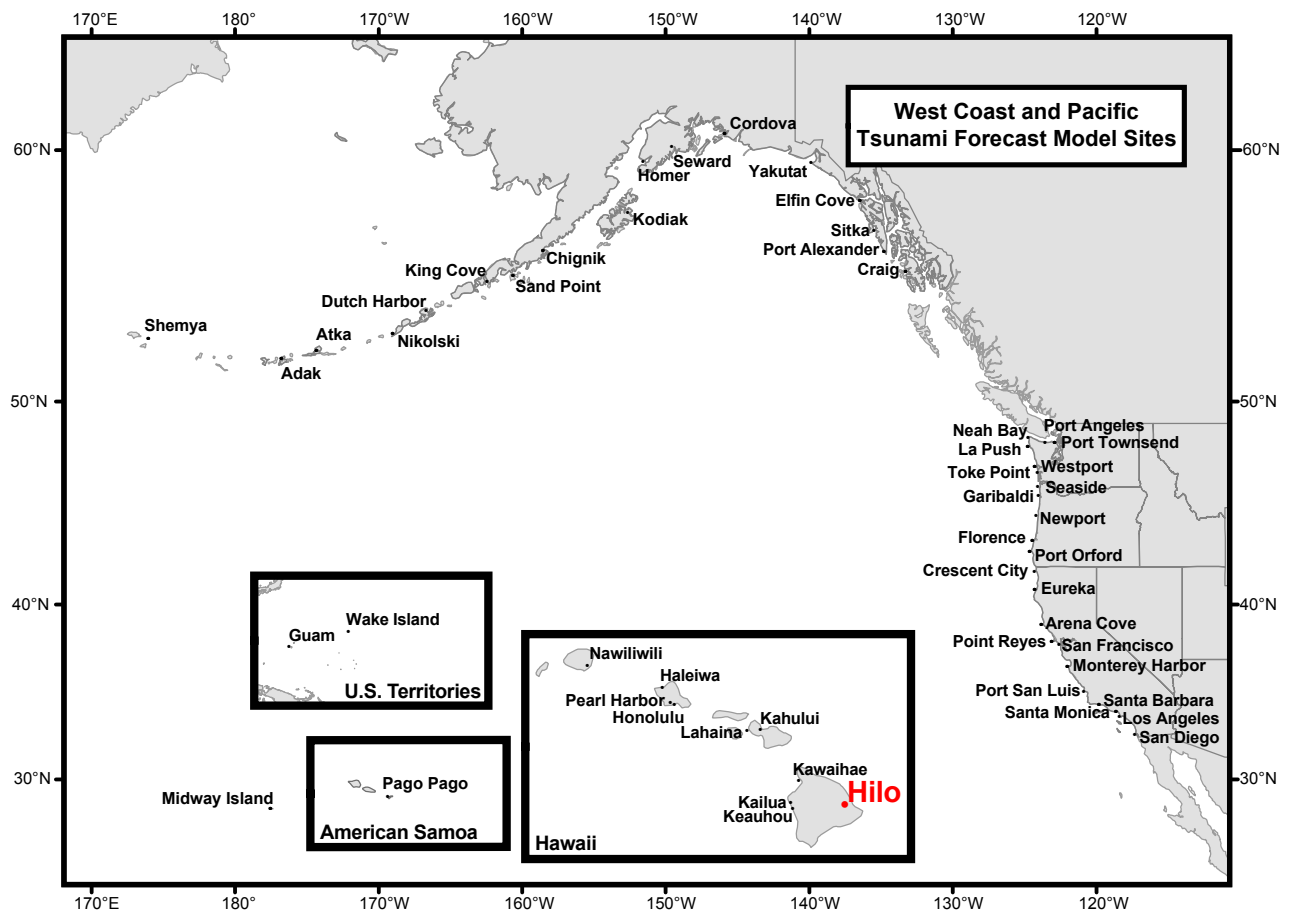 170°E 180° 170°W 160°W 150°W 140°W 130°W 120°W
West Coast and Pacific
Tsunami Forecast Model Sites
60°N
60°N
Cordova
Seward
Homer
Yakutat
Elfin Cove
Kodiak
Sitka
Port Alexander
Chignik
Craig
King Cove
Sand Point
Dutch Harbor
Shemya
Atka
Nikolski
Adak
50°N
50°N
Port Angeles
Neah Bay
Port Townsend
La Push
Westport
Toke Point
Seaside
Garibaldi
Newport
Florence
Port Orford
Crescent City
Eureka
40°N
40°N
Arena Cove
Point Reyes
San Francisco
Monterey Harbor
Port San Luis
Santa Barbara
Santa Monica
Los Angeles
San Diego
Wake Island
Guam
U.S. Territories
Nawiliwili
Haleiwa
Pearl Harbor
Honolulu
Kahului
Lahaina
Kawaihae
Hilo
Kailua
Keauhou
Hawaii
30°N
30°N
Midway Island
Pago Pago
American Samoa
170°E 180° 170°W 160°W 150°W 140°W 130°W 120°W